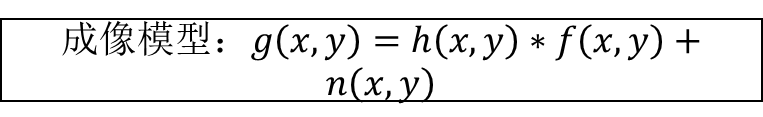 成像模型：g(x, y) = h(x, y) ∗ f(x, y) +
n(x, y)